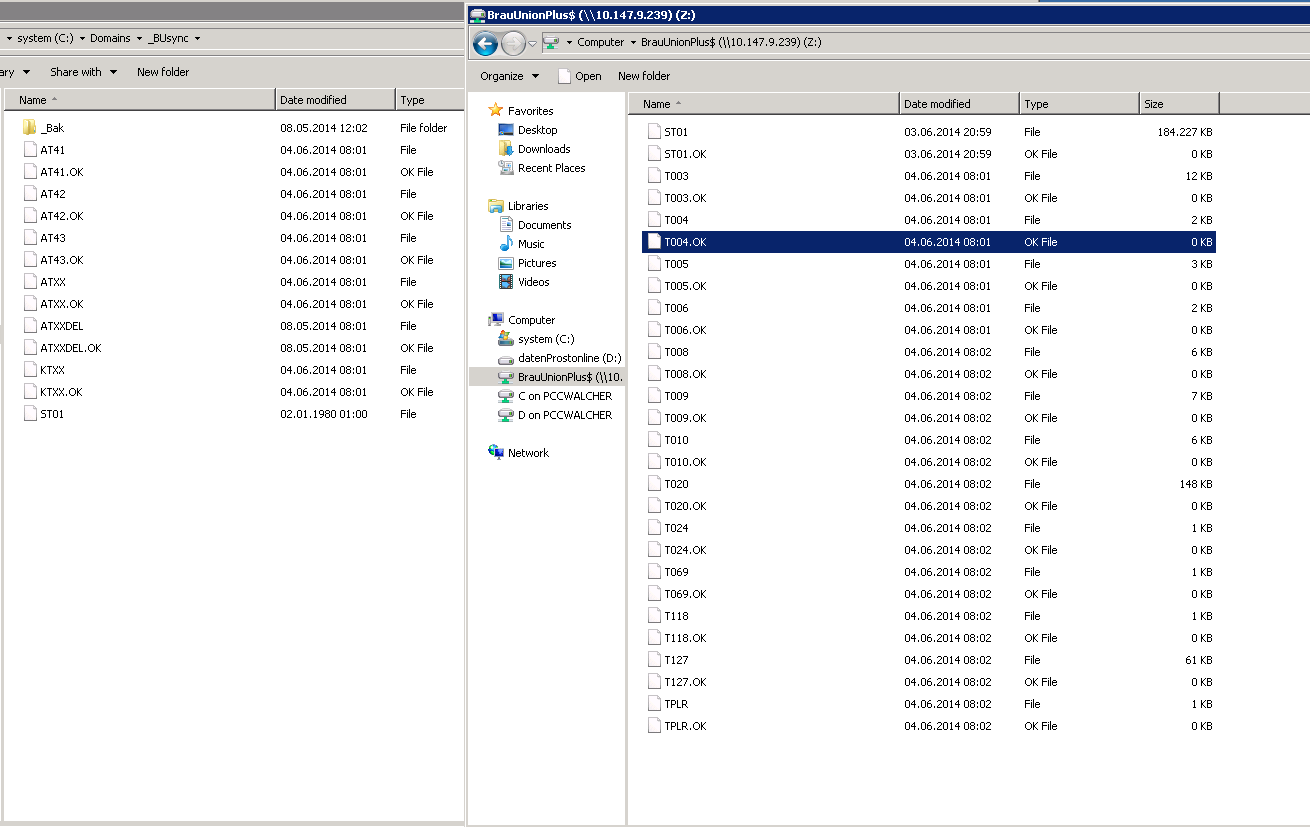 system (C:) Domains _BUsync
ary Share with New folder
Name Date modified Type
_Bak 08.05.2014 12:02 File folder
AT41 04.06.2014 08:01 File
AT41.OK 04.06.2014 08:01 OK File
AT42 04.06.2014 08:01 File
AT42.OK 04.06.2014 08:01 OK File
AT43 04.06.2014 08:01 File
AT43.OK 04.06.2014 08:01 OK File
ATXX 04.06.2014 08:01 File
ATXX.OK 04.06.2014 08:01 OK File
ATXXDEL 08.05.2014 08:01 File
ATXXDEL.OK 08.05.2014 08:01 OK File
KTXX 04.06.2014 08:01 File
KTXX.OK 04.06.2014 08:01 OK File
ST01 02.01.1980 01:00 File
BrauUnionPlus$ (\\10.147.9.239) (Z:)
Computer BrauUnionPlus$ (\\10.147.9.239) (Z:)
Organize Open New folder
Favorites
Desktop
Downloads
Recent Places
Libraries
Documents
Music
Pictures
Videos
Computer
system (C:)
datenProstonline (D:)
BrauUnionPlus$ (\\10.
C on PCCWALCHER
D on PCCWALCHER
Network
Name Date modified Type Size
ST01 03.06.2014 20:59 File 184.227 KB
ST01.OK 03.06.2014 20:59 OK File 0 KB
T003 04.06.2014 08:01 File 12 KB
T003.OK 04.06.2014 08:01 OK File 0 KB
T004 04.06.2014 08:01 File 2 KB
T004.OK 04.06.2014 08:01 OK File 0 KB
T005 04.06.2014 08:01 File 3 KB
T005.OK 04.06.2014 08:01 OK File 0 KB
T006 04.06.2014 08:01 File 2 KB
T006.OK 04.06.2014 08:01 OK File 0 KB
T008 04.06.2014 08:01 File 6 KB
T008.OK 04.06.2014 08:02 OK File 0 KB
T009 04.06.2014 08:02 File 7 KB
T009.OK 04.06.2014 08:02 OK File 0 KB
T010 04.06.2014 08:02 File 6 KB
T010.OK 04.06.2014 08:02 OK File 0 KB
T020 04.06.2014 08:02 File 148 KB
T020.OK 04.06.2014 08:02 OK File 0 KB
T024 04.06.2014 08:02 File 1 KB
T024.OK 04.06.2014 08:02 OK File 0 KB
T069 04.06.2014 08:02 File 1 KB
T069.OK 04.06.2014 08:02 OK File 0 KB
T118 04.06.2014 08:02 File 1 KB
T118.OK 04.06.2014 08:02 OK File 0 KB
T127 04.06.2014 08:02 File 61 KB
T127.OK 04.06.2014 08:02 OK File 0 KB
TPLR 04.06.2014 08:02 File 1 KB
TPLR.OK 04.06.2014 08:02 OK File 0 KB